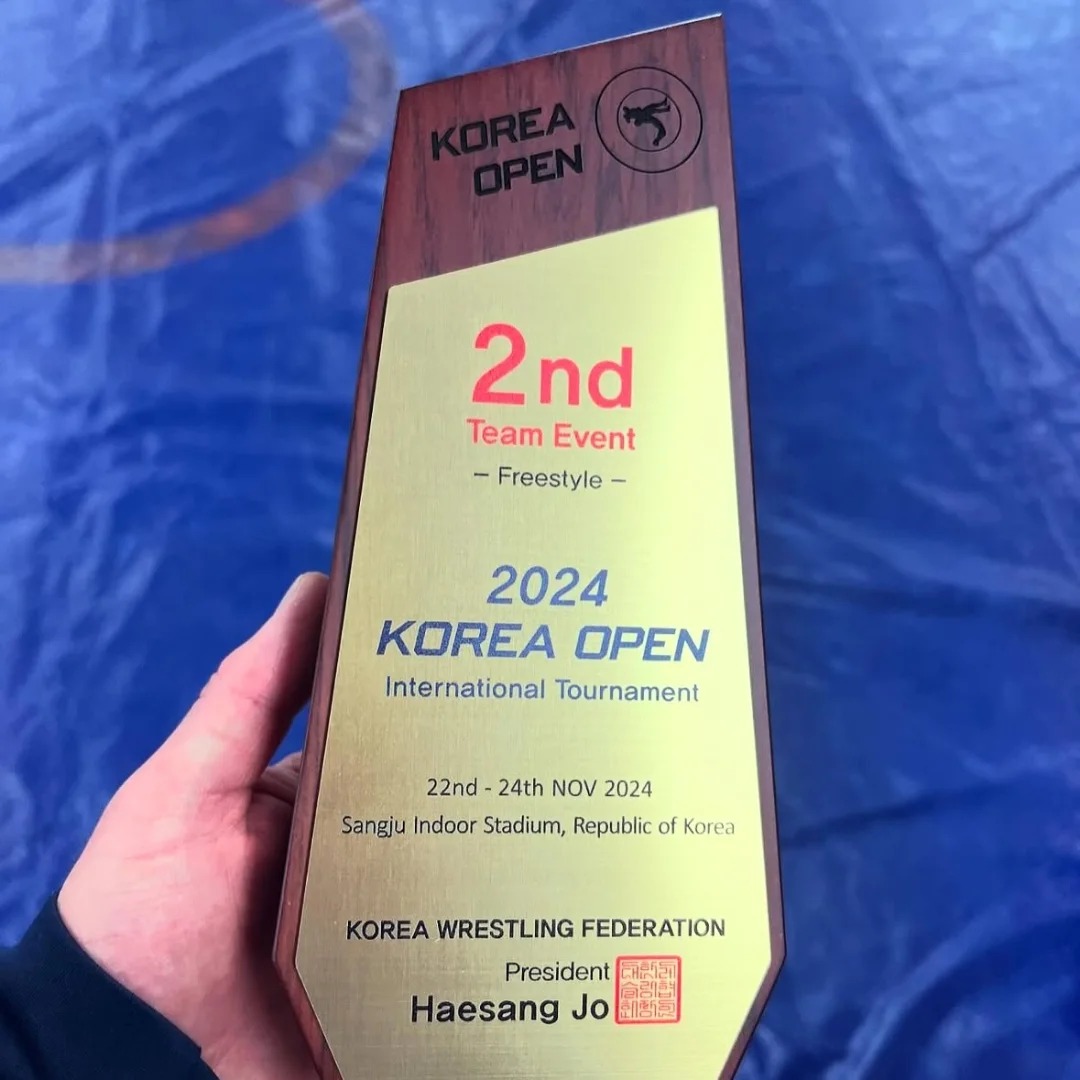 KOREA
OPEN
2nd
Team Event
- Freestyle -
2024
KOREA OPEN
International Tournament
22nd - 24th NOV 2024
Sangju Indoor Stadium, Republic of Korea
KOREA WRESTLING FEDERATION
President
Haesang Jo